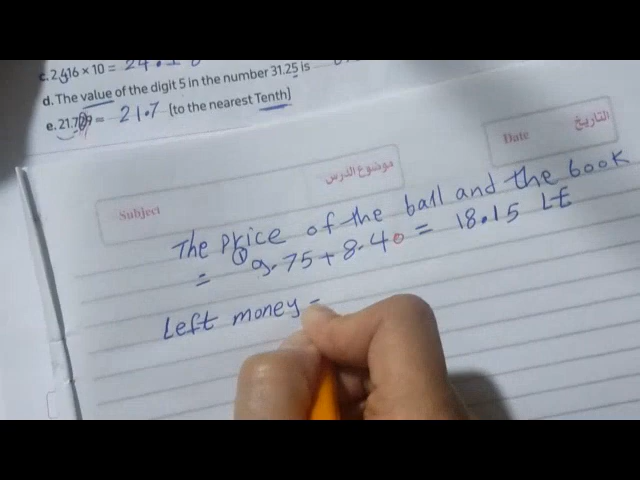 c. 2,416 × 10 = 24.1
d. The value of the digit 5 in the number 31.25 is
e. 21.709 = 21.7 [to the nearest Tenth]
التاريخ
Date
موضوع الدرس
Subject
The price of the ball and the book
= 9.75 + 8.40 = 18.15 LE
Left money =